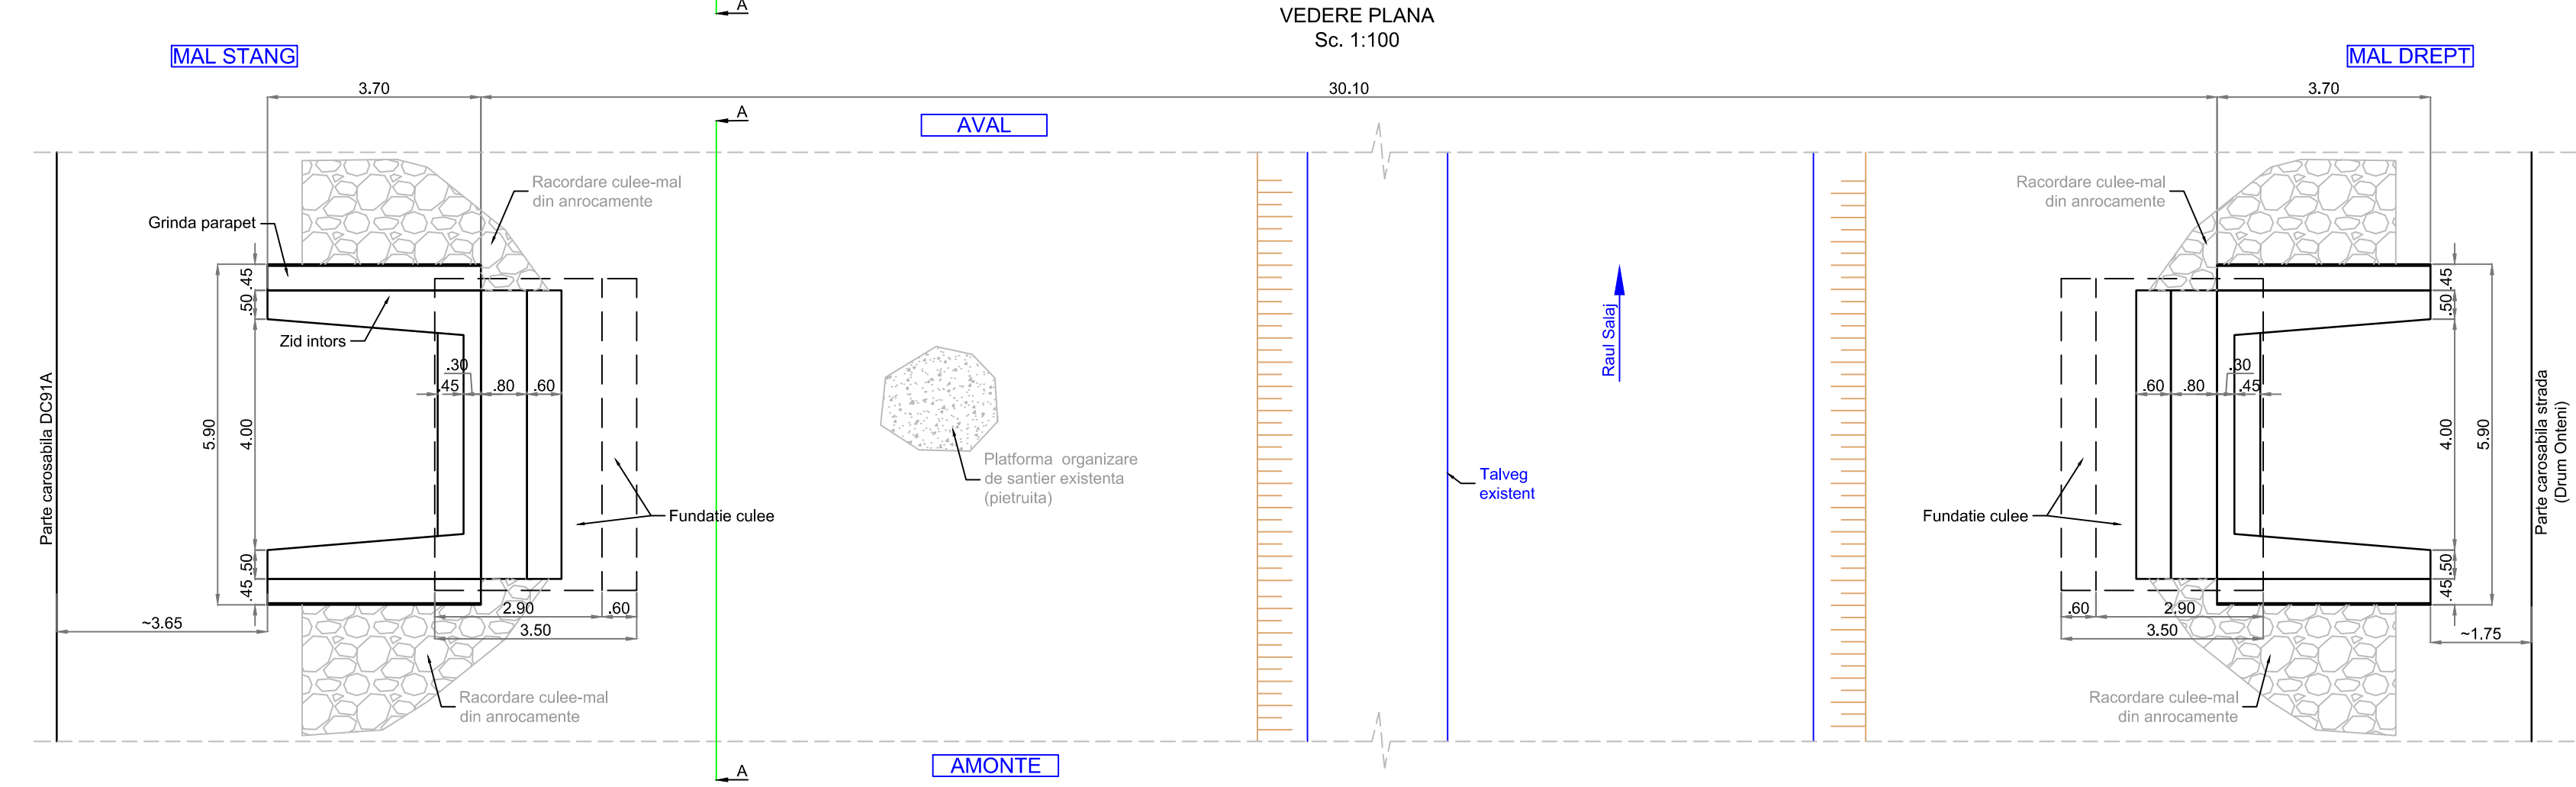 A
VEDERE PLANA
Sc. 1:100
MAL STANG
MAL DREPT
3.70
30.10
3.70
A
AVAL
Racordare culee-mal
din anrocamente
Racordare culee-mal
din anrocamente
Grinda parapet
.45
.50
Zid intors
.30
.45
.80
.60
5.90
4.00
.50
.45
Parte carosabila DC91A
~3.65
2.90
.60
3.50
Fundatie culee
Racordare culee-mal
din anrocamente
Platforma organizare
de santier existenta
(pietruita)
Talveg
existent
Raul Salaj
.45
.50
.30
.60
.80
.45
4.00
5.90
Fundatie culee
.50
.45
.60
2.90
3.50
~1.75
Parte carosabila strada
(Drum Onteni)
Racordare culee-mal
din anrocamente
AMONTE
A